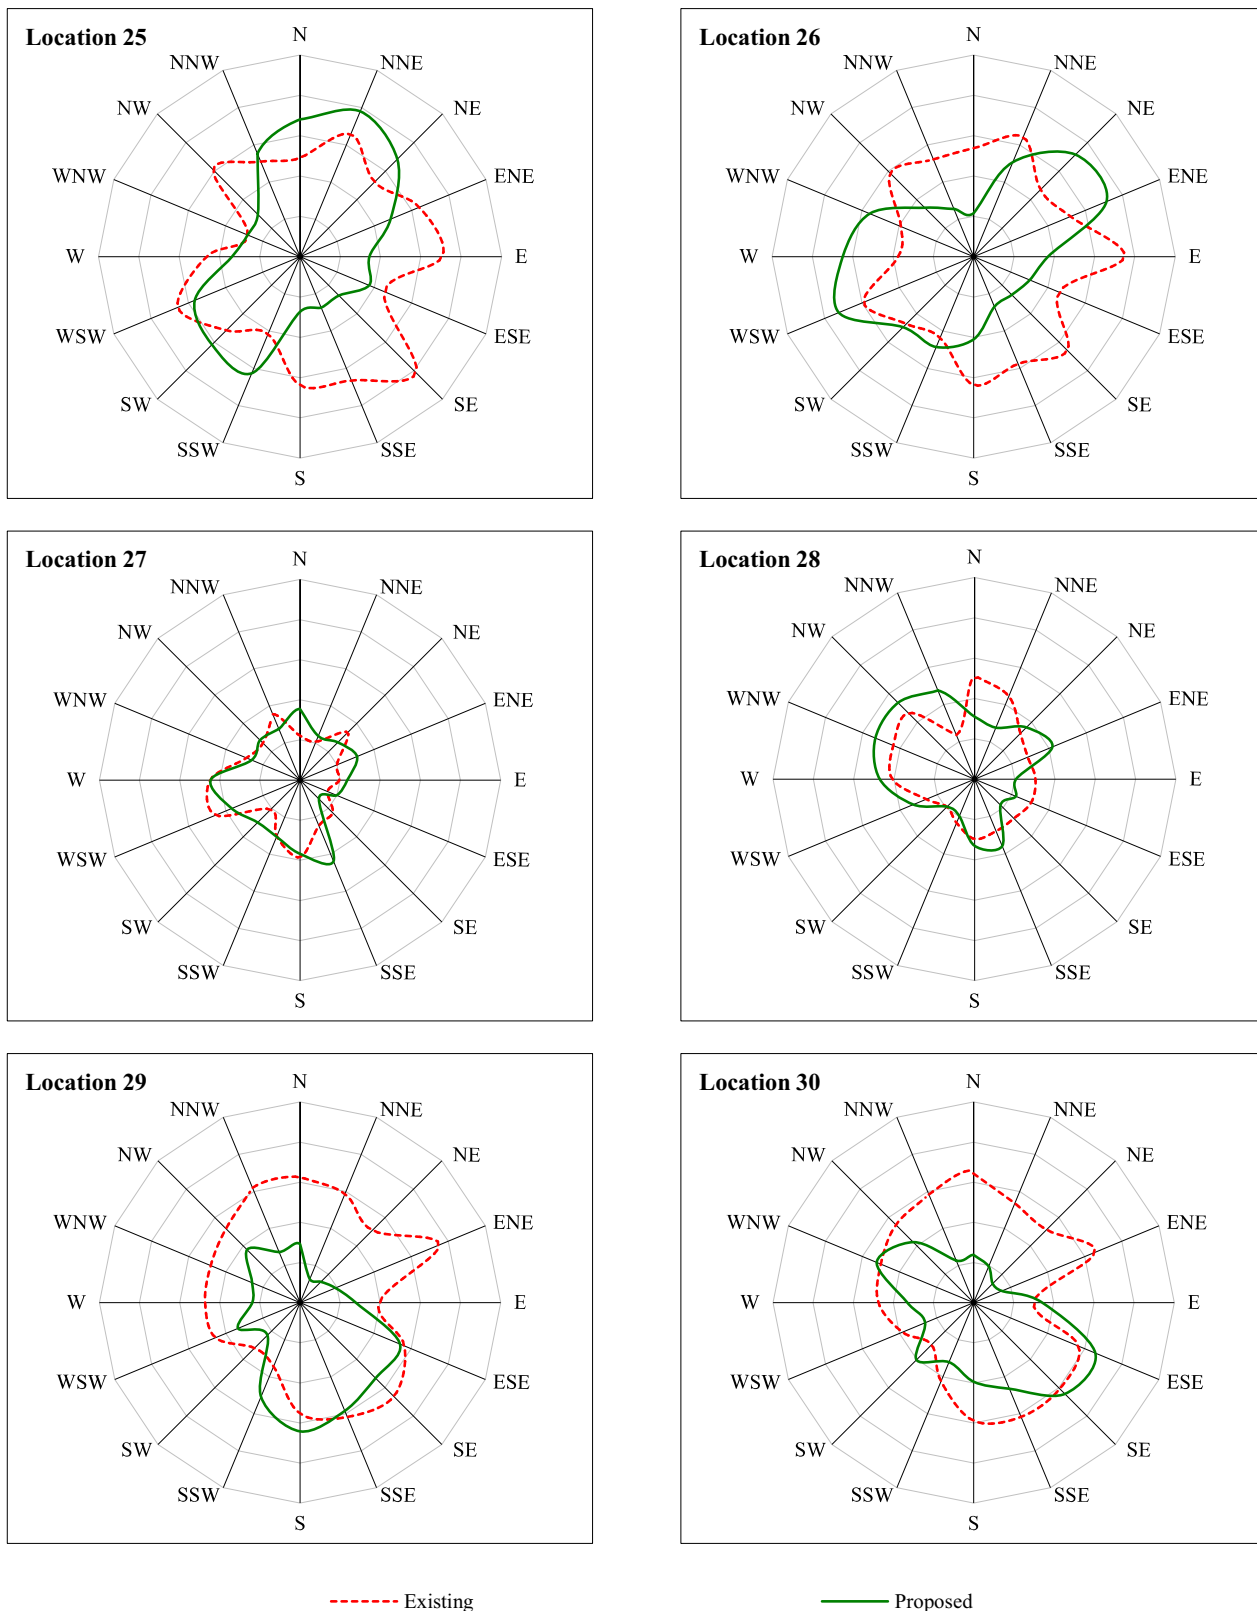 Location 25
N
NNW
NNE
NW
NE
WNW
ENE
W
E
WSW
ESE
SW
SE
SSW
SSE
S
Location 26
N
NNW
NNE
NW
NE
WNW
ENE
W
E
WSW
ESE
SW
SE
SSW
SSE
S
Location 27
N
NNW
NNE
NW
NE
WNW
ENE
W
E
WSW
ESE
SW
SE
SSW
SSE
S
Location 28
N
NNW
NNE
NW
NE
WNW
ENE
W
E
WSW
ESE
SW
SE
SSW
SSE
S
Location 29
N
NNW
NNE
NW
NE
WNW
ENE
W
E
WSW
ESE
SW
SE
SSW
SSE
S
Location 30
N
NNW
NNE
NW
NE
WNW
ENE
W
E
WSW
ESE
SW
SE
SSW
SSE
S
Existing
Proposed